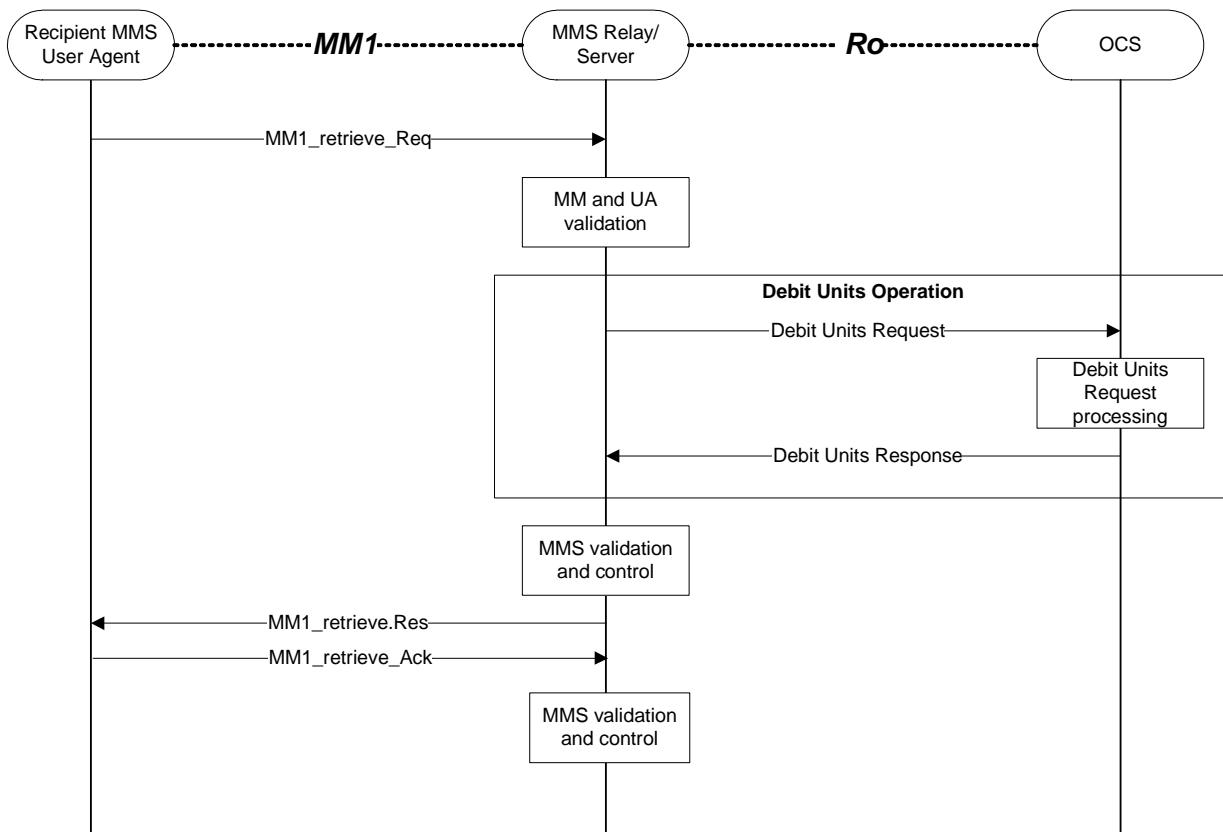 Recipient MMS
User Agent
MM1
MMS Relay/
Server
Ro
OCS
MM1_retrieve_Req
MM and UA
validation
Debit Units Operation
Debit Units Request
Debit Units
Request
processing
Debit Units Response
MMS validation
and control
MM1_retrieve.Res
MM1_retrieve_Ack
MMS validation
and control